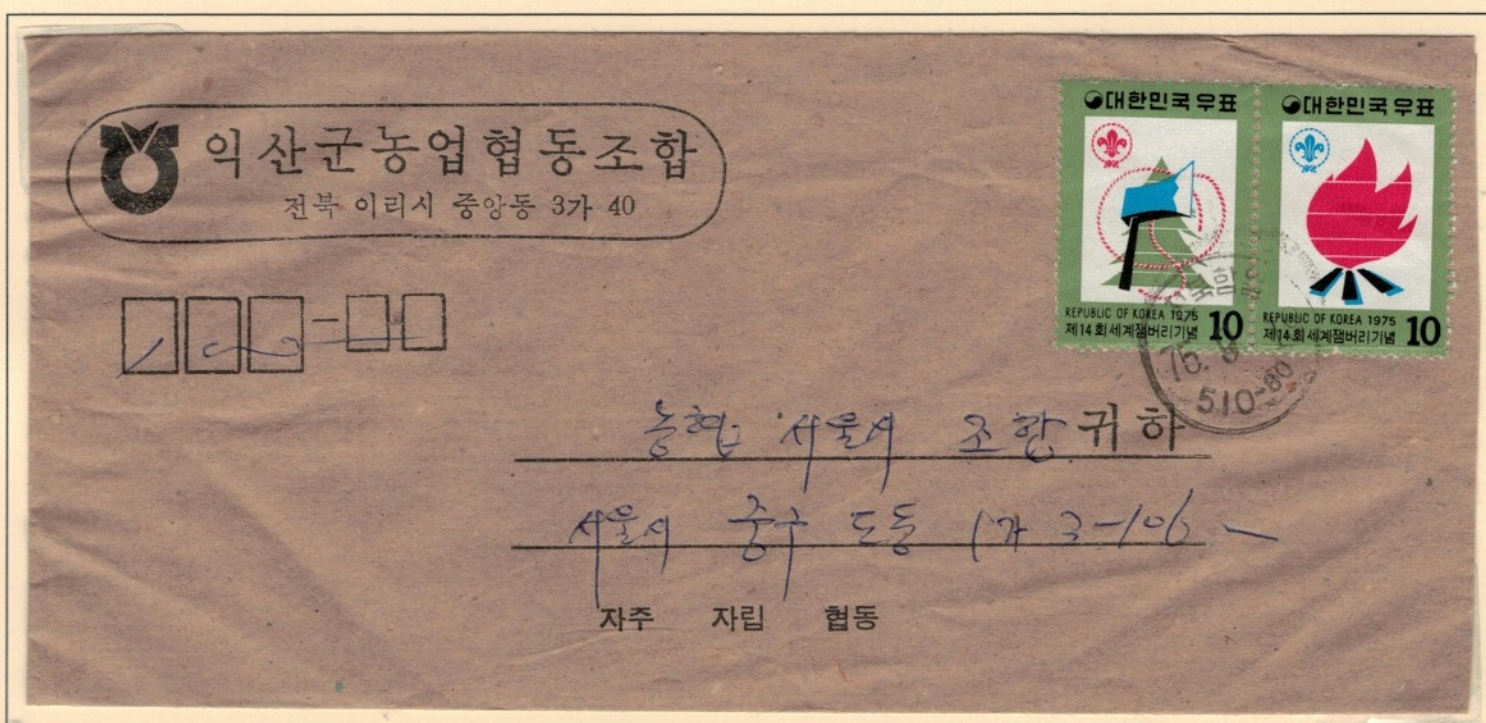 익산군농업협동조합
전북 이리시 중앙동 3가 40
대한민국우표
REPUBLIC OF KOREA 1975
제14회세계잼버리기념 10
대한민국우표
REPUBLIC OF KOREA 1975
제14회세계잼버리기념 10
75. 8
510-80
농협 서울시 조합 귀하
서울시 중구 도동 1가 3-106
자주 자립 협동